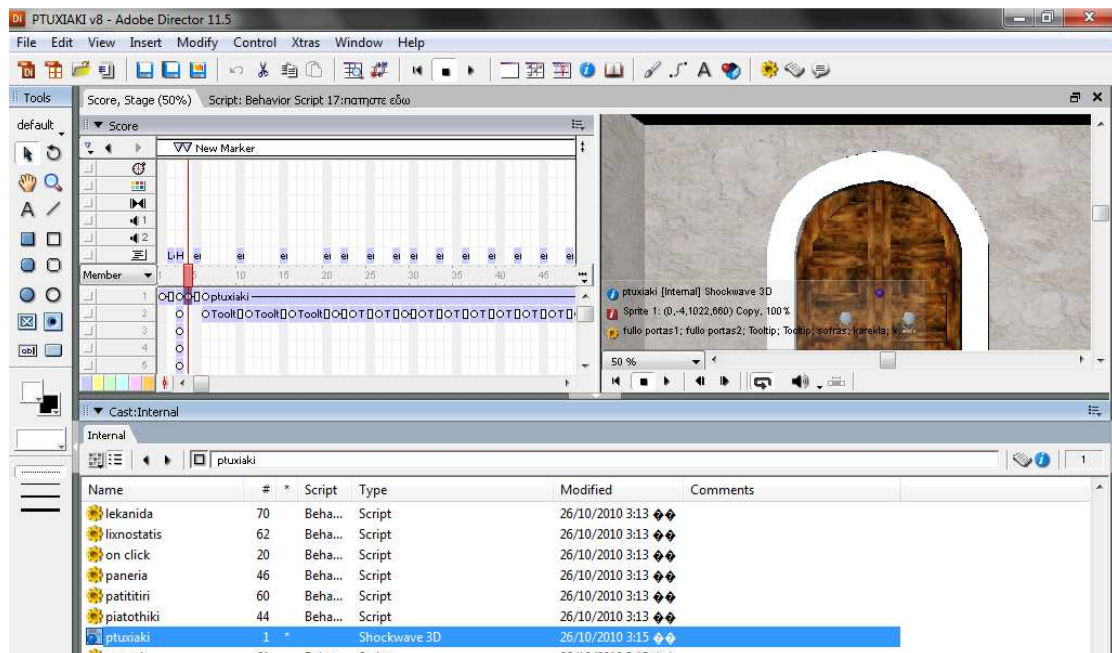 PTUXIAKI v8 - Adobe Director 11.5
File Edit View Insert Modify Control Xtras Window Help
Tools
Score, Stage (50%) Script: Behavior Script 17:πατηστε εδω
default
Score
New Marker
1
2
Member
5 10 15 20 25 30 35 40 45
1 ptuxiaki
2 Toolt Toolt Toolt T T T T T T T T
3
4
5
ptuxiaki [Internal] Shockwave 3D
Sprite 1: (0,-4,1022,660) Copy, 100%
fullo portas1; fullo portas2; Tooltip; Tooltip; sofras; karekla; x...
50 %
Cast:Internal
Internal
ptuxiaki 1
Name # * Script Type Modified Comments
lekanida 70 Beha... Script 26/10/2010 3:13 ��
lixnostatis 62 Beha... Script 26/10/2010 3:13 ��
on click 20 Beha... Script 26/10/2010 3:13 ��
paneria 46 Beha... Script 26/10/2010 3:13 ��
patititiri 60 Beha... Script 26/10/2010 3:13 ��
piatothiki 44 Beha... Script 26/10/2010 3:13 ��
ptuxiaki 1 * Shockwave 3D 26/10/2010 3:15 ��